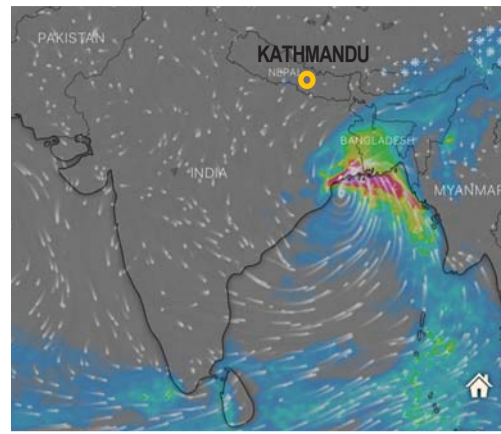 PAKISTAN
KATHMANDU
NEPAL
BANGLADESH
INDIA
MYANMAR